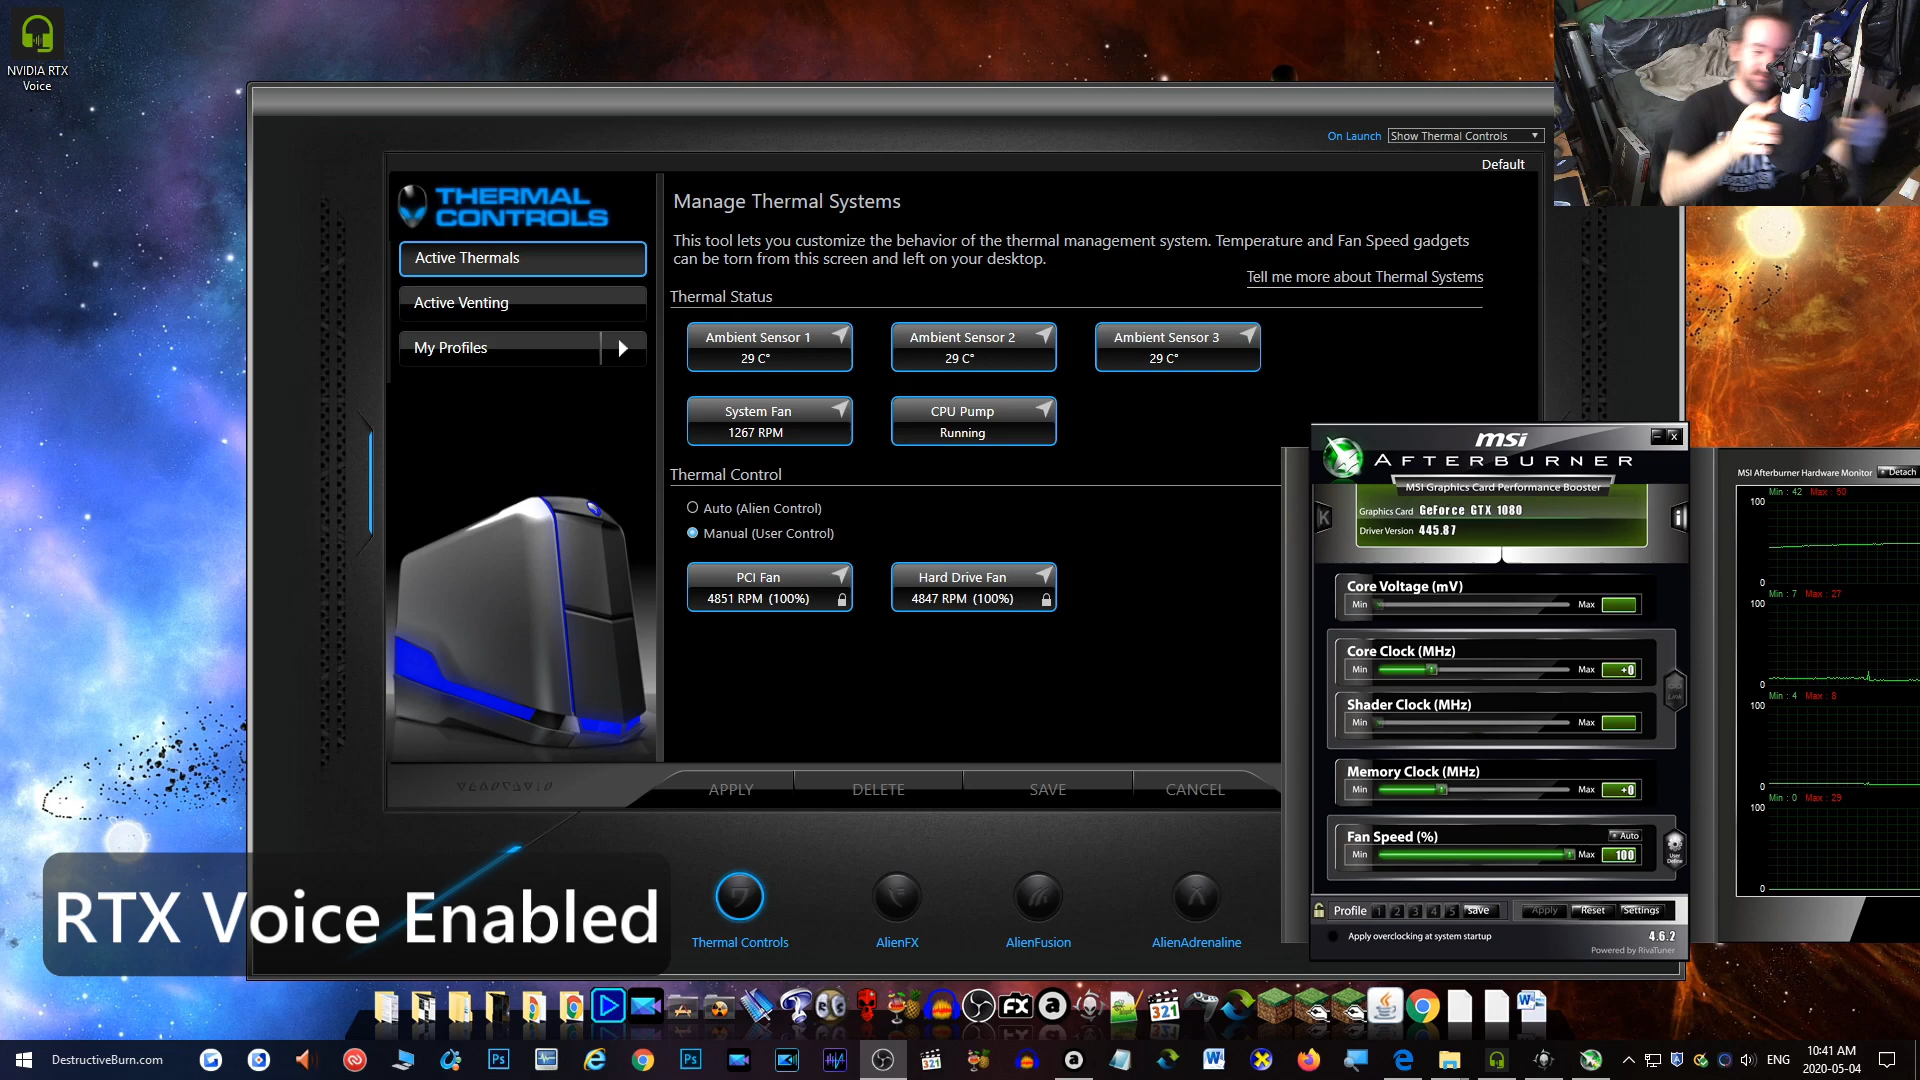 NVIDIA RTX
Voice
On Launch
Show Thermal Controls
Default
THERMAL
CONTROLS
Active Thermals
Active Venting
My Profiles
Manage Thermal Systems
This tool lets you customize the behavior of the thermal management system. Temperature and Fan Speed gadgets
can be torn from this screen and left on your desktop.
Tell me more about Thermal Systems
Thermal Status
Ambient Sensor 1
29 C°
Ambient Sensor 2
29 C°
Ambient Sensor 3
29 C°
System Fan
1267 RPM
CPU Pump
Running
Thermal Control
Auto (Alien Control)
Manual (User Control)
PCI Fan
4851 RPM (100%)
Hard Drive Fan
4847 RPM (100%)
APPLY
DELETE
SAVE
CANCEL
Thermal Controls
AlienFX
AlienFusion
AlienAdrenaline
RTX Voice Enabled
msi
AFTERBURNER
MSI Graphics Card Performance Booster
K
i
Graphics Card GeForce GTX 1080
Driver Version 445.87
Core Voltage (mV)
Min Max
Core Clock (MHz)
Min Max +0
Shader Clock (MHz)
Min Max
Link
Memory Clock (MHz)
Min Max +0
Fan Speed (%)
Auto
Min Max 100
User
Define
Profile 1 2 3 4 5 Save
Apply Reset Settings
Apply overclocking at system startup
4.6.2
Powered by RivaTuner
MSI Afterburner Hardware Monitor
Detach
Min : 42 Max : 50
100
0
Min : 7 Max : 27
100
0
Min : 4 Max : 8
100
0
Min : 0 Max : 29
100
0
FX
a
321
W
DestructiveBurn.com
Ps
Ps
321
a
W
ENG
10:41 AM
2020-05-04